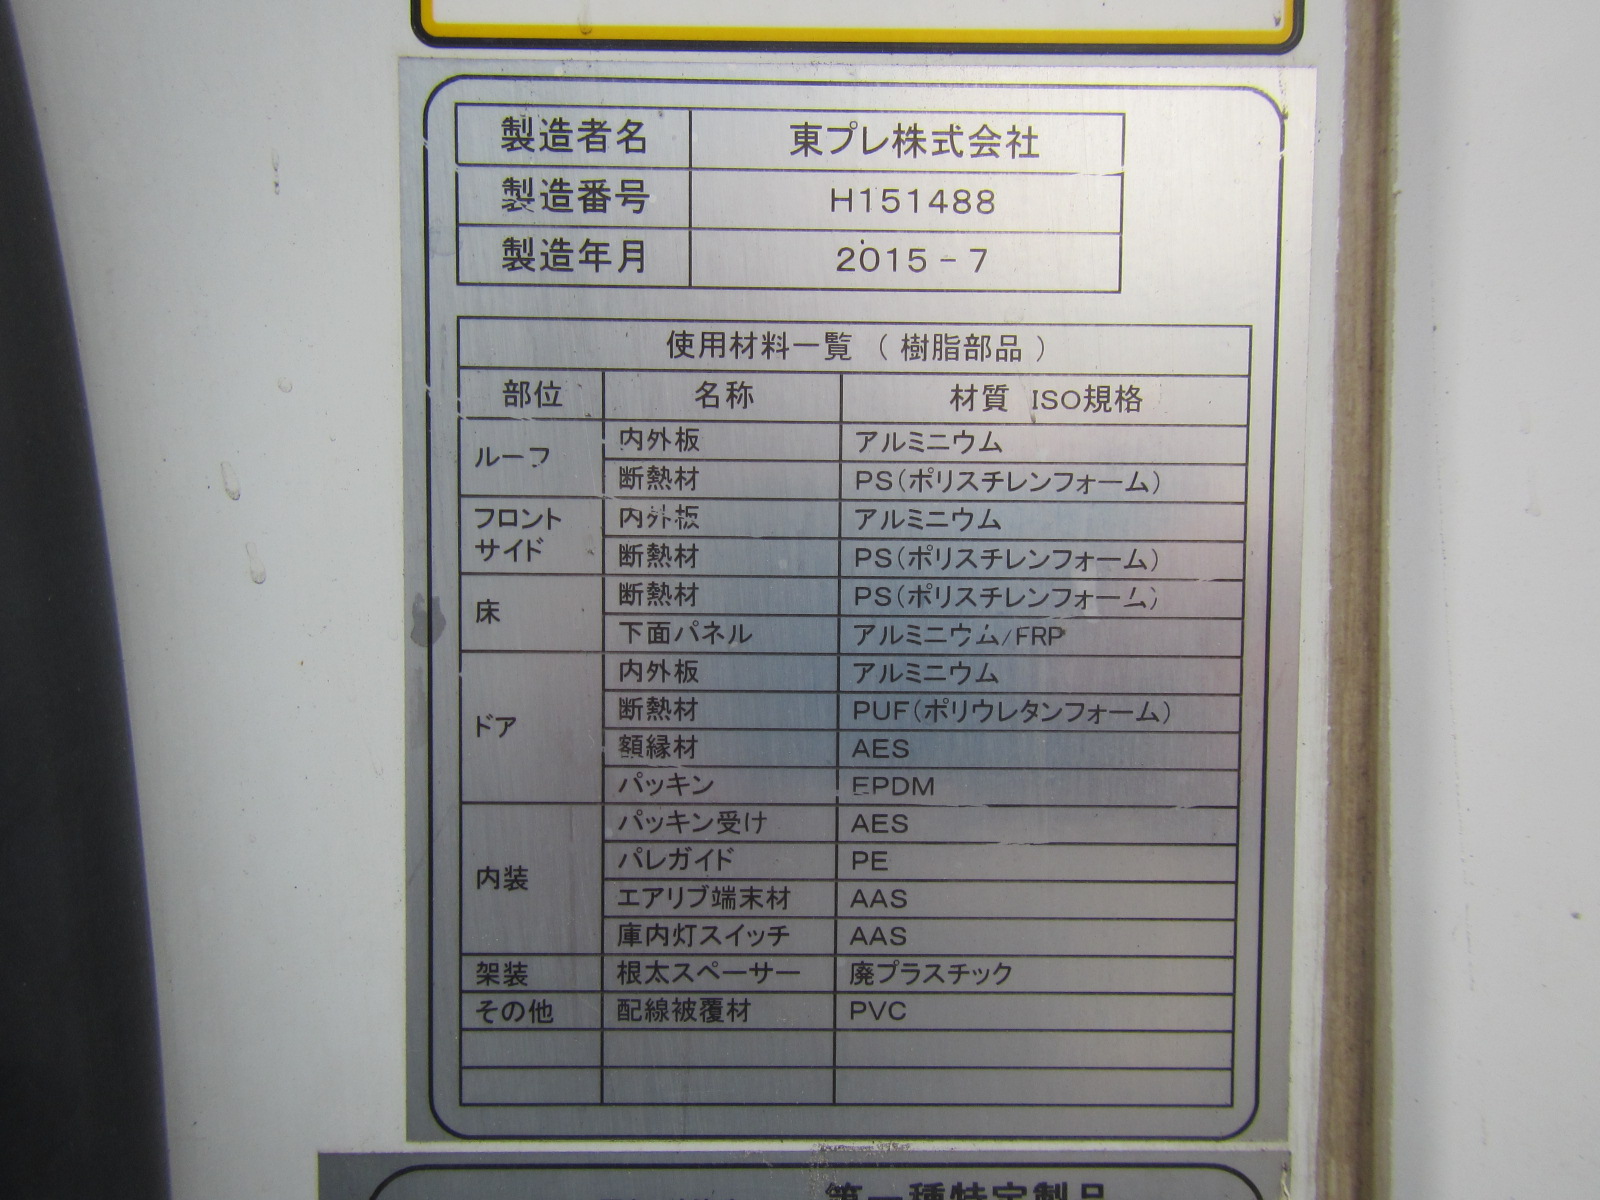 製造者名 東プレ株式会社
製造番号 H151488
製造年月 2015-7
使用材料一覧 (樹脂部品)
部位 名称 材質 ISO規格
ルーフ 内外板 アルミニウム
断熱材 PS(ポリスチレンフォーム)
フロント
サイド 内外板 アルミニウム
断熱材 PS(ポリスチレンフォーム)
床 断熱材 PS(ポリスチレンフォーム)
下面パネル アルミニウム/FRP
ドア 内外板 アルミニウム
断熱材 PUF(ポリウレタンフォーム)
額縁材 AES
パッキン EPDM
内装 パッキン受け AES
パレガイド PE
エアリブ端末材 AAS
庫内灯スイッチ AAS
架装 根太スペーサー 廃プラスチック
その他 配線被覆材 PVC
第一種特定製品